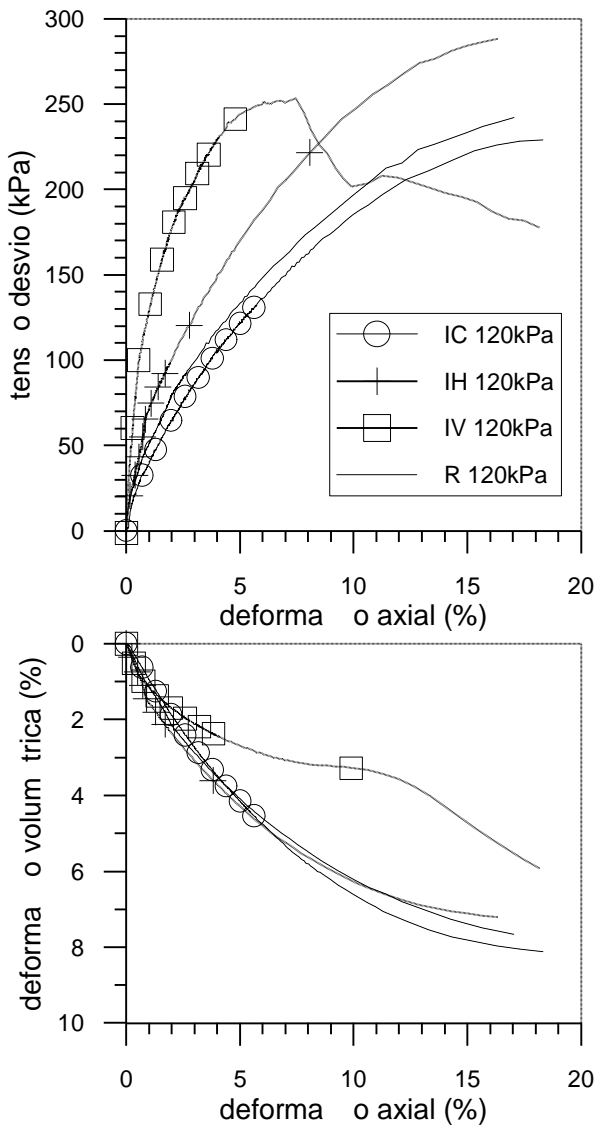 300
250
200
150
100
50
0
tens o desvio (kPa)
IC 120kPa
IH 120kPa
IV 120kPa
R 120kPa
0 5 10 15 20
deforma o axial (%)
0
2
4
6
8
10
deforma o volum trica (%)
0 5 10 15 20
deforma o axial (%)